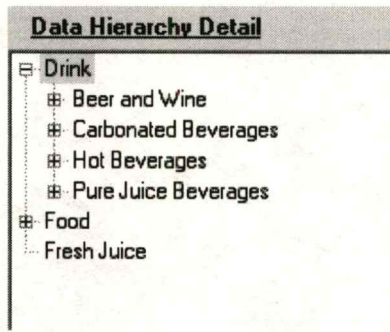 Data Hierarchy Detail
Drink
Beer and Wine
Carbonated Beverages
Hot Beverages
Pure Juice Beverages
Food
Fresh Juice